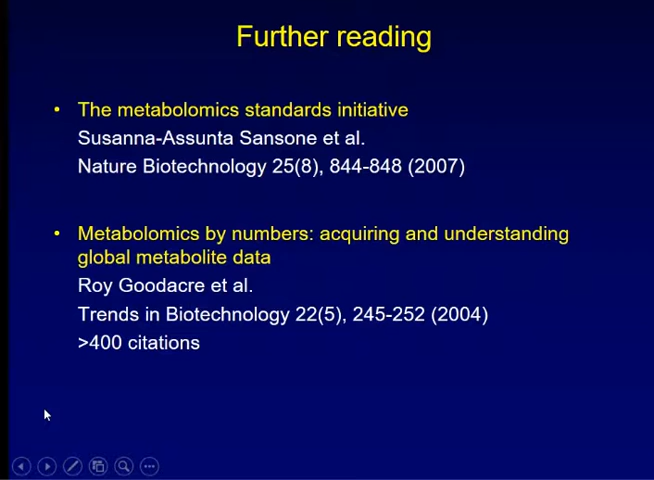 Further reading
• The metabolomics standards initiative
Susanna-Assunta Sansone et al.
Nature Biotechnology 25(8), 844-848 (2007)
• Metabolomics by numbers: acquiring and understanding
global metabolite data
Roy Goodacre et al.
Trends in Biotechnology 22(5), 245-252 (2004)
>400 citations